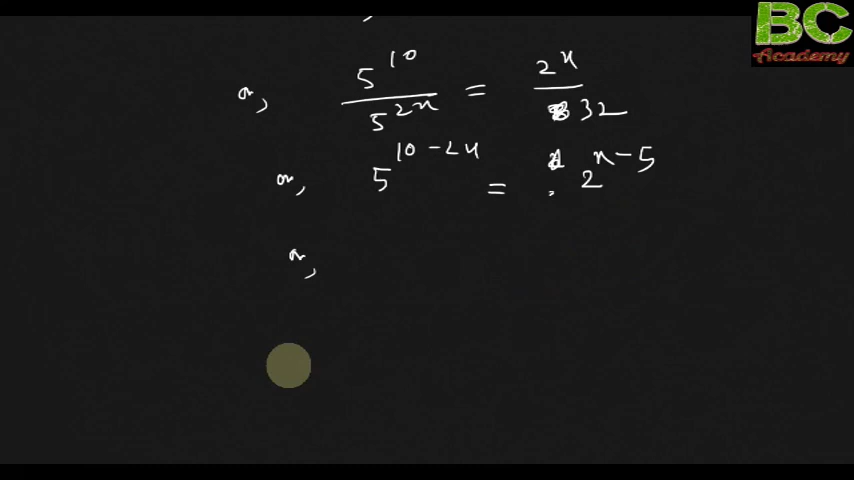 BC
Academy
or, 5^10 / 5^2x = 2^x / 32
or, 5^10-2x = 2^x-5
or,